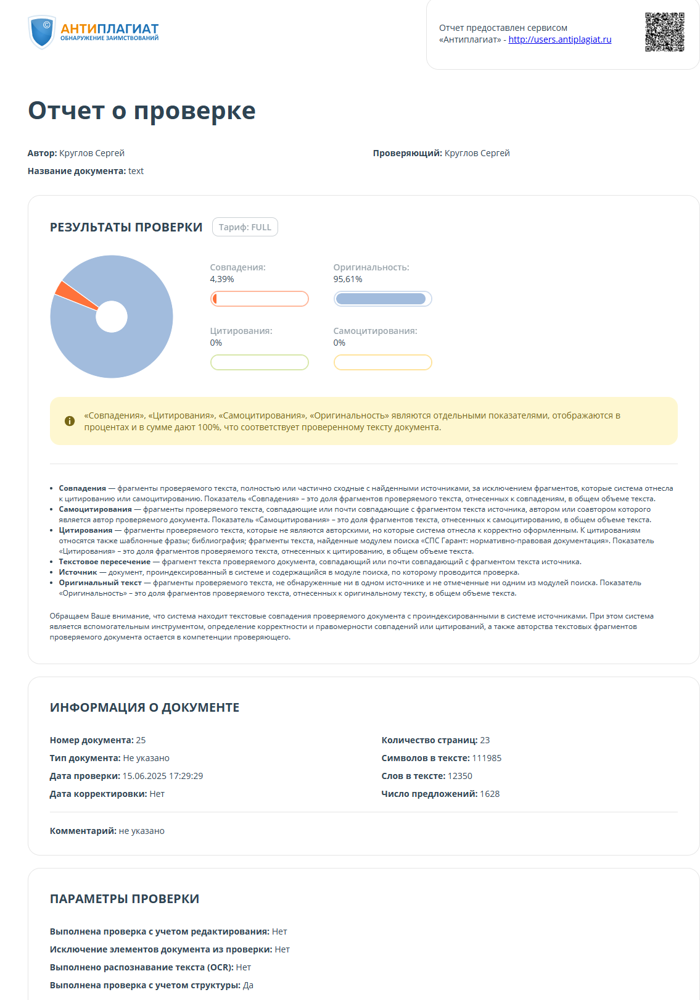 АНТИПЛАГИАТ
ОБНАРУЖЕНИЕ ЗАИМСТВОВАНИЙ
Отчет предоставлен сервисом
«Антиплагиат» - http://users.antiplagiat.ru
Отчет о проверке
Автор: Круглов Сергей
Проверяющий: Круглов Сергей
Название документа: text
РЕЗУЛЬТАТЫ ПРОВЕРКИ
Тариф: FULL
Совпадения:
4,39%
Оригинальность:
95,61%
Цитирования:
0%
Самоцитирования:
0%
«Совпадения», «Цитирования», «Самоцитирования», «Оригинальность» являются отдельными показателями, отображаются в
процентах и в сумме дают 100%, что соответствует проверенному тексту документа.
• Совпадения — фрагменты проверяемого текста, полностью или частично сходные с найденными источниками, за исключением фрагментов, которые система отнесла
к цитированию или самоцитированию. Показатель «Совпадения» – это доля фрагментов проверяемого текста, отнесенных к совпадениям, в общем объеме текста.
• Самоцитирования — фрагменты проверяемого текста, совпадающие или почти совпадающие с фрагментом текста источника, автором или соавтором которого
является автор проверяемого документа. Показатель «Самоцитирования» – это доля фрагментов текста, отнесенных к самоцитированию, в общем объеме текста.
• Цитирования — фрагменты проверяемого текста, которые не являются авторскими, но которые система отнесла к корректно оформленным. К цитированиям
относятся также шаблонные фразы; библиография; фрагменты текста, найденные модулем поиска «СПС Гарант: нормативно-правовая документация». Показатель
«Цитирования» – это доля фрагментов проверяемого текста, отнесенных к цитированию, в общем объеме текста.
• Текстовое пересечение — фрагмент текста проверяемого документа, совпадающий или почти совпадающий с фрагментом текста источника.
• Источник — документ, проиндексированный в системе и содержащийся в модуле поиска, по которому проводится проверка.
• Оригинальный текст — фрагменты проверяемого текста, не обнаруженные ни в одном источнике и не отмеченные ни одним из модулей поиска. Показатель
«Оригинальность» – это доля фрагментов проверяемого текста, отнесенных к оригинальному тексту, в общем объеме текста.
Обращаем Ваше внимание, что система находит текстовые совпадения проверяемого документа с проиндексированными в системе источниками. При этом система
является вспомогательным инструментом, определение корректности и правомерности совпадений или цитирований, а также авторства текстовых фрагментов
проверяемого документа остается в компетенции проверяющего.
ИНФОРМАЦИЯ О ДОКУМЕНТЕ
Номер документа: 25
Количество страниц: 23
Тип документа: Не указано
Символов в тексте: 111985
Дата проверки: 15.06.2025 17:29:29
Слов в тексте: 12350
Дата корректировки: Нет
Число предложений: 1628
Комментарий: не указано
ПАРАМЕТРЫ ПРОВЕРКИ
Выполнена проверка с учетом редактирования: Нет
Исключение элементов документа из проверки: Нет
Выполнено распознавание текста (OCR): Нет
Выполнена проверка с учетом структуры: Да